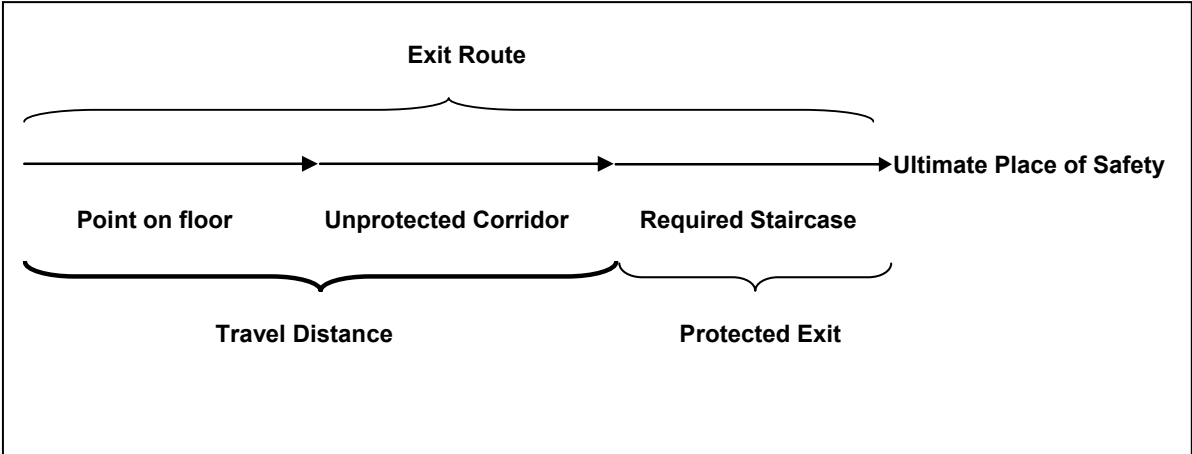 Exit Route
Ultimate Place of Safety
Point on floor Unprotected Corridor Required Staircase
Travel Distance Protected Exit